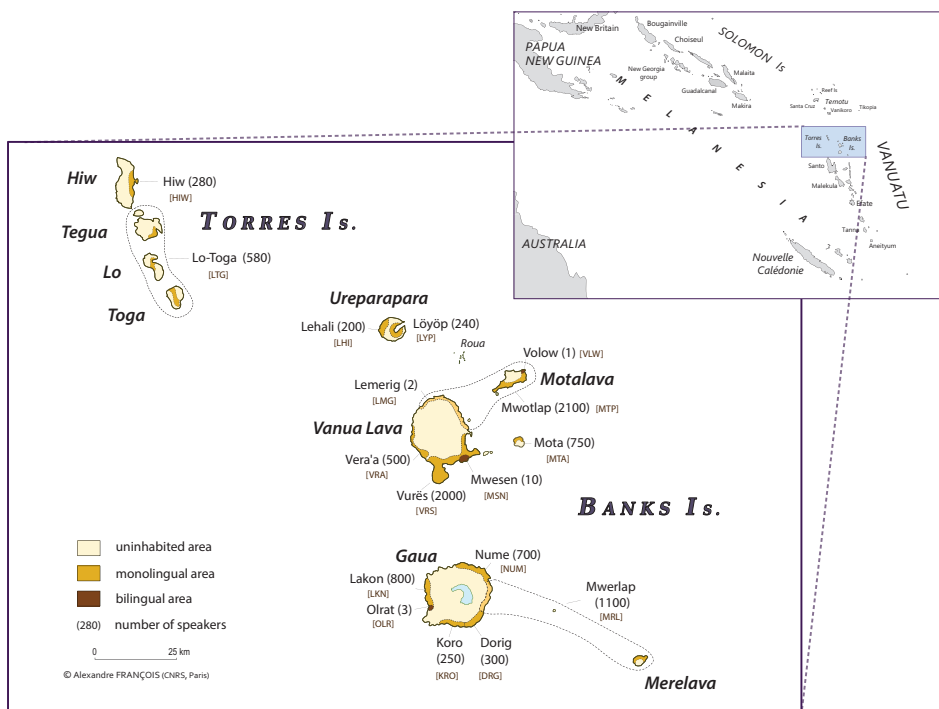 New Britain
Bougainville
Choiseul
SOLOMON Is
PAPUA
NEW GUINEA
New Georgia
group
Malaita
Guadalcanal
Makira
Reef Is
Temotu
Santa Cruz
Vanikoro
Tikopia
MELANESIA
Torres
Is.
Banks
Is.
VANUATU
Santo
Malekula
Efate
Tanna
Aneityum
AUSTRALIA
Nouvelle
Calédonie
Hiw
Hiw (280)
[HIW]
TORRES Is.
Tegua
Lo-Toga (580)
[LTG]
Lo
Toga
Ureparapara
Lehali (200)
[LHI]
Löyöp (240)
[LYP]
Roua
Volow (1) [VLW]
Motalava
Lemerig (2)
[LMG]
Mwotlap (2100) [MTP]
Vanua Lava
Mota (750)
[MTA]
Vera'a (500)
[VRA]
Mwesen (10)
[MSN]
Vurës (2000)
[VRS]
BANKS Is.
uninhabited area
monolingual area
bilingual area
(280) number of speakers
0 25 km
© Alexandre FRANÇOIS (CNRS, Paris)
Gaua
Nume (700)
[NUM]
Lakon (800)
[LKN]
Olrat (3)
[OLR]
Mwerlap
(1100)
[MRL]
Koro
(250)
[KRO]
Dorig
(300)
[DRG]
Merelava